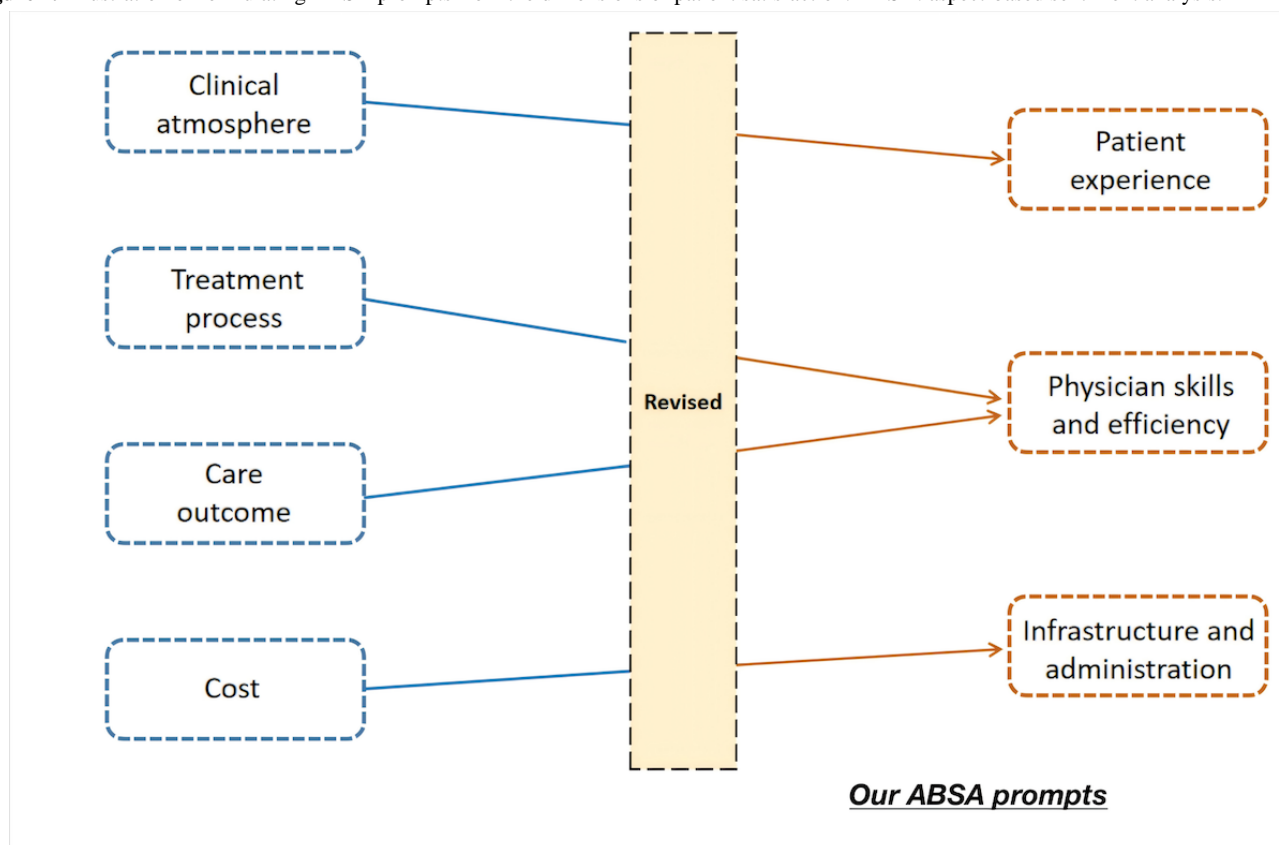 Clinical
atmosphere
Treatment
process
Care
outcome
Cost
Revised
Patient
experience
Physician skills
and efficiency
Infrastructure and
administration
Our ABSA prompts